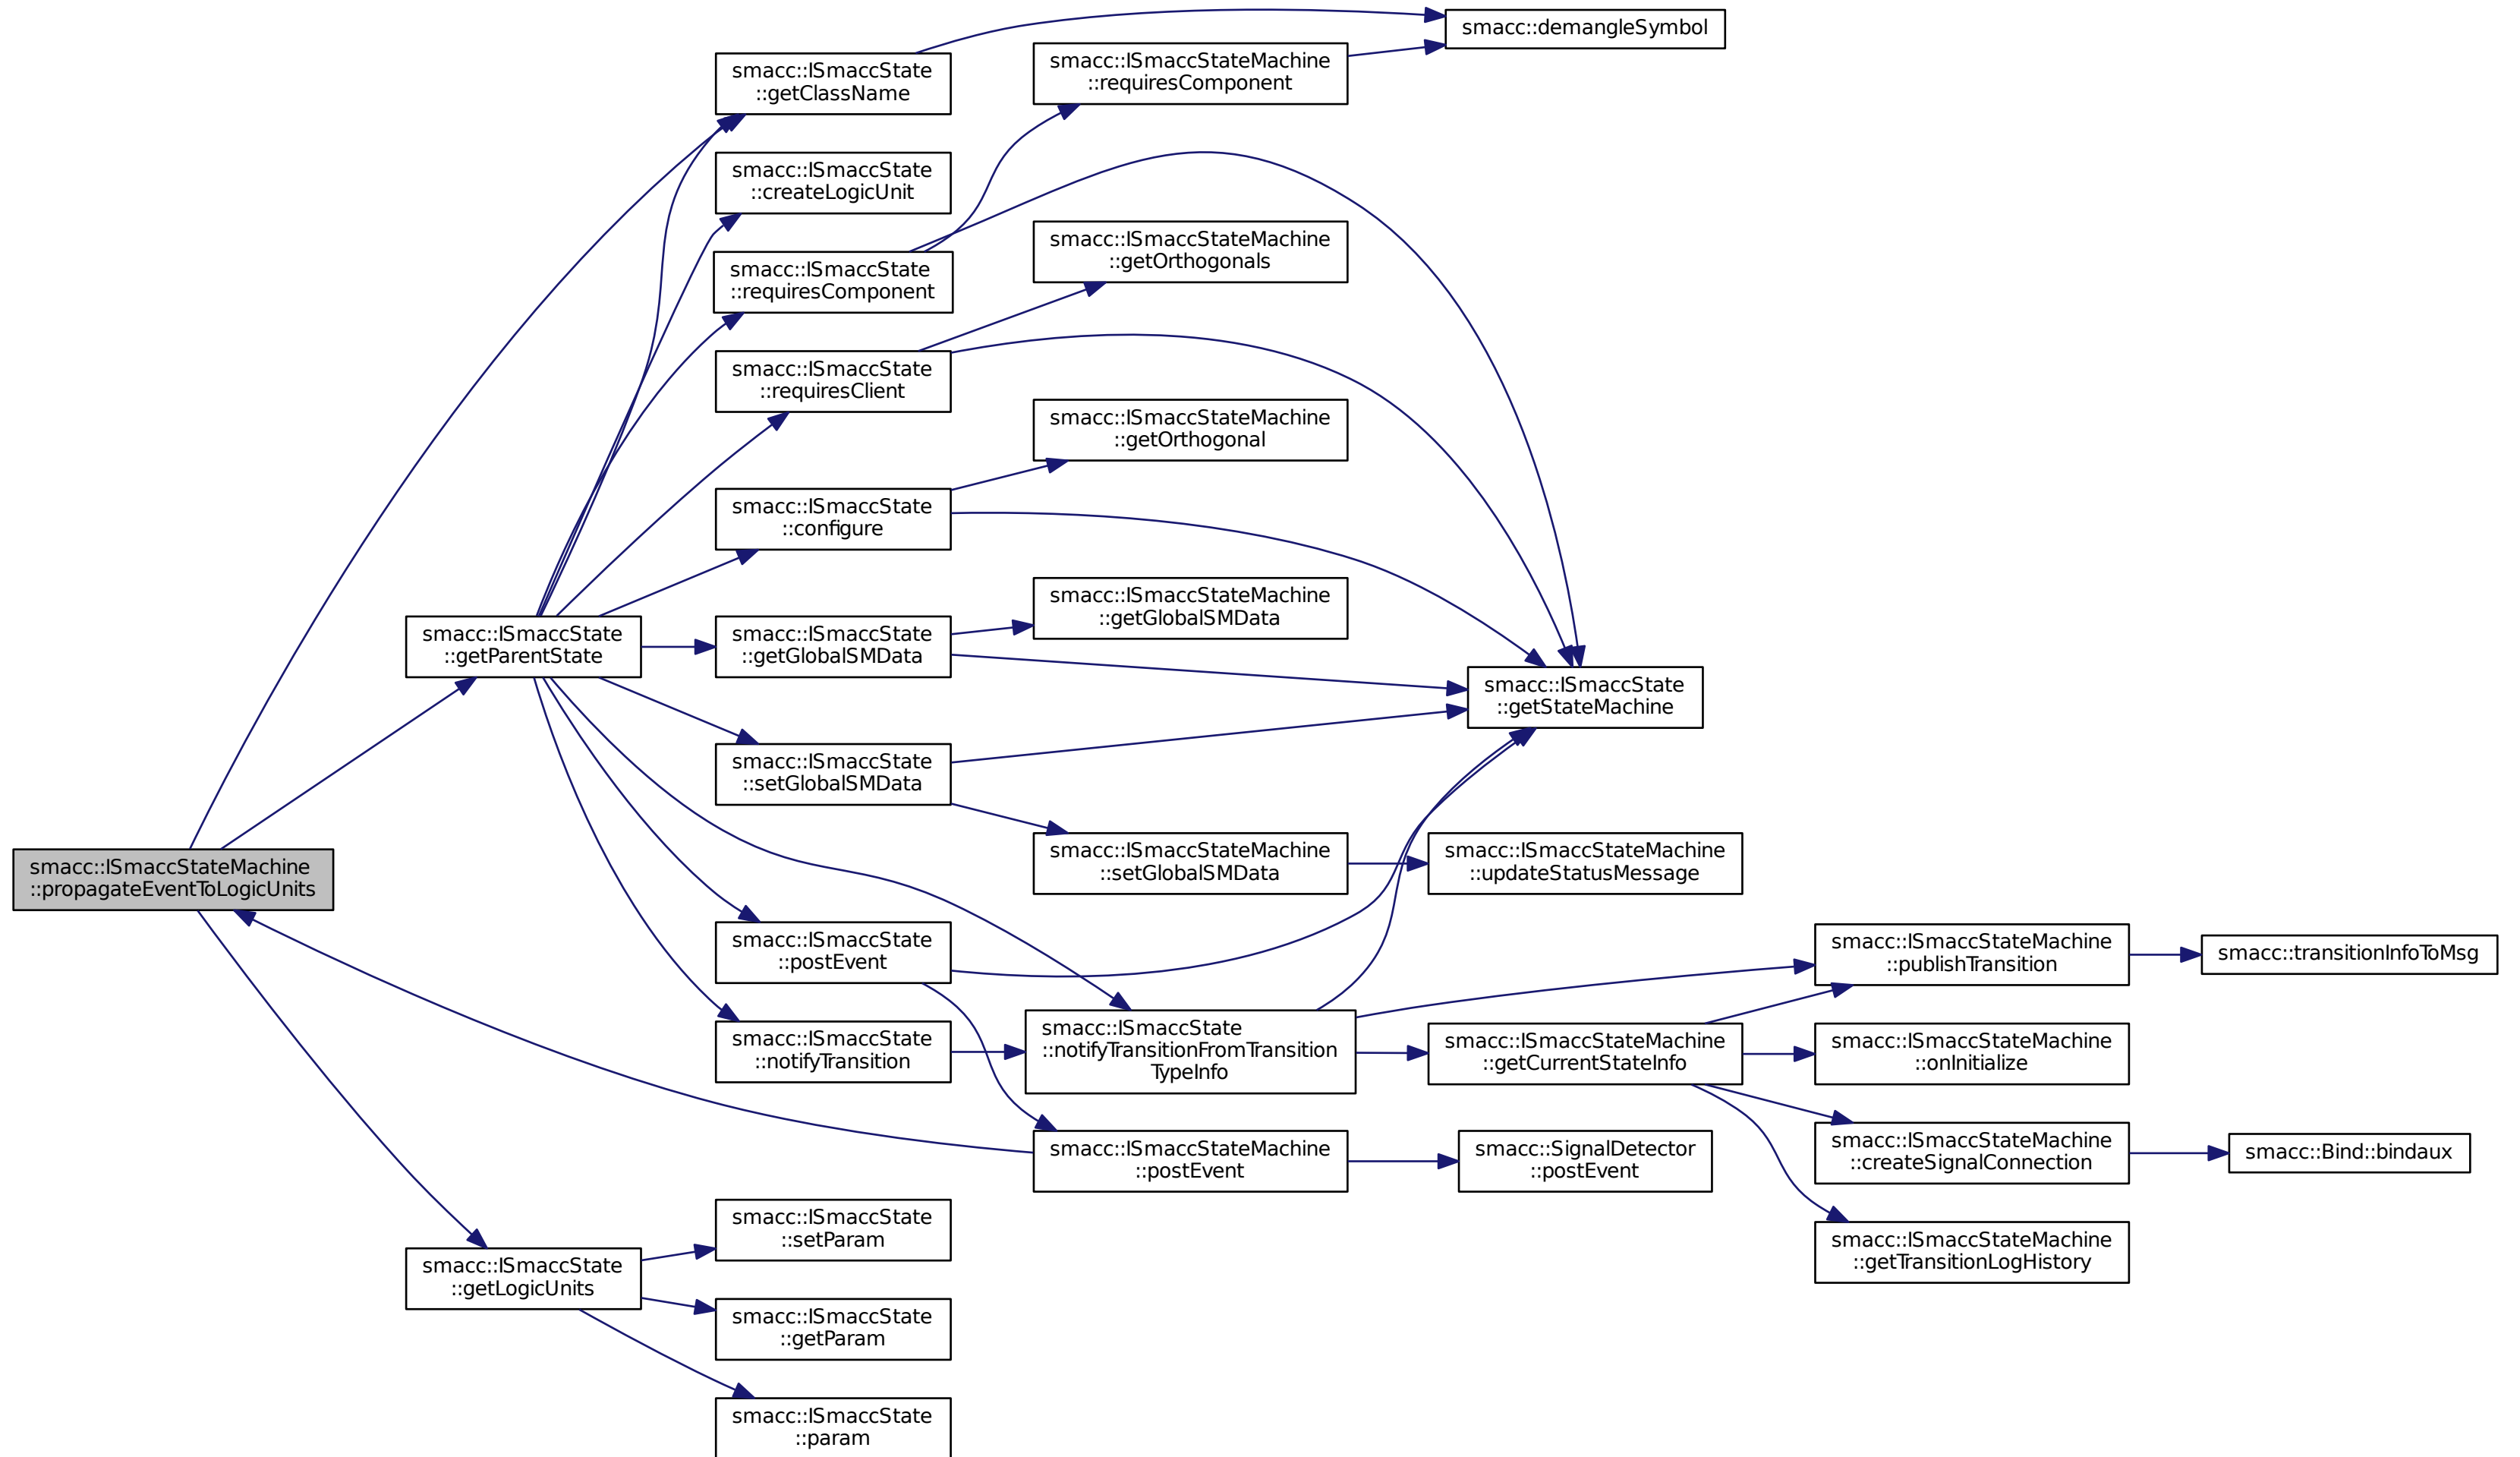 smacc::ISmaccStateMachine
::propagateEventToLogicUnits
smacc::ISmaccState
::getParentState
smacc::ISmaccState
::getLogicUnits
smacc::ISmaccState
::getClassName
smacc::ISmaccState
::createLogicUnit
smacc::ISmaccState
::requiresComponent
smacc::ISmaccState
::requiresClient
smacc::ISmaccState
::configure
smacc::ISmaccState
::getGlobalSMData
smacc::ISmaccState
::setGlobalSMData
smacc::ISmaccState
::postEvent
smacc::ISmaccState
::notifyTransition
smacc::ISmaccState
::setParam
smacc::ISmaccState
::getParam
smacc::ISmaccState
::param
smacc::ISmaccStateMachine
::requiresComponent
smacc::ISmaccStateMachine
::getOrthogonals
smacc::ISmaccStateMachine
::getOrthogonal
smacc::ISmaccStateMachine
::getGlobalSMData
smacc::ISmaccStateMachine
::setGlobalSMData
smacc::ISmaccState
::notifyTransitionFromTransition
TypeInfo
smacc::ISmaccStateMachine
::postEvent
smacc::demangleSymbol
smacc::ISmaccState
::getStateMachine
smacc::ISmaccStateMachine
::updateStatusMessage
smacc::ISmaccStateMachine
::getCurrentStateInfo
smacc::SignalDetector
::postEvent
smacc::ISmaccStateMachine
::publishTransition
smacc::ISmaccStateMachine
::onInitialize
smacc::ISmaccStateMachine
::createSignalConnection
smacc::ISmaccStateMachine
::getTransitionLogHistory
smacc::transitionInfoToMsg
smacc::Bind::bindaux